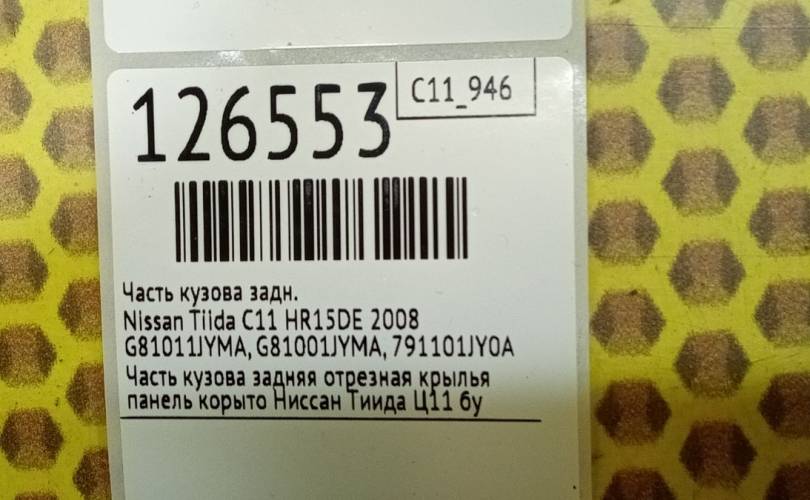 126553
C11_946
Часть кузова задн.
Nissan Tiida C11 HR15DE 2008
G81011JYMA, G81001JYMA, 791101JY0A
Часть кузова задняя отрезная крылья
панель корыто Ниссан Тиида Ц11 бу